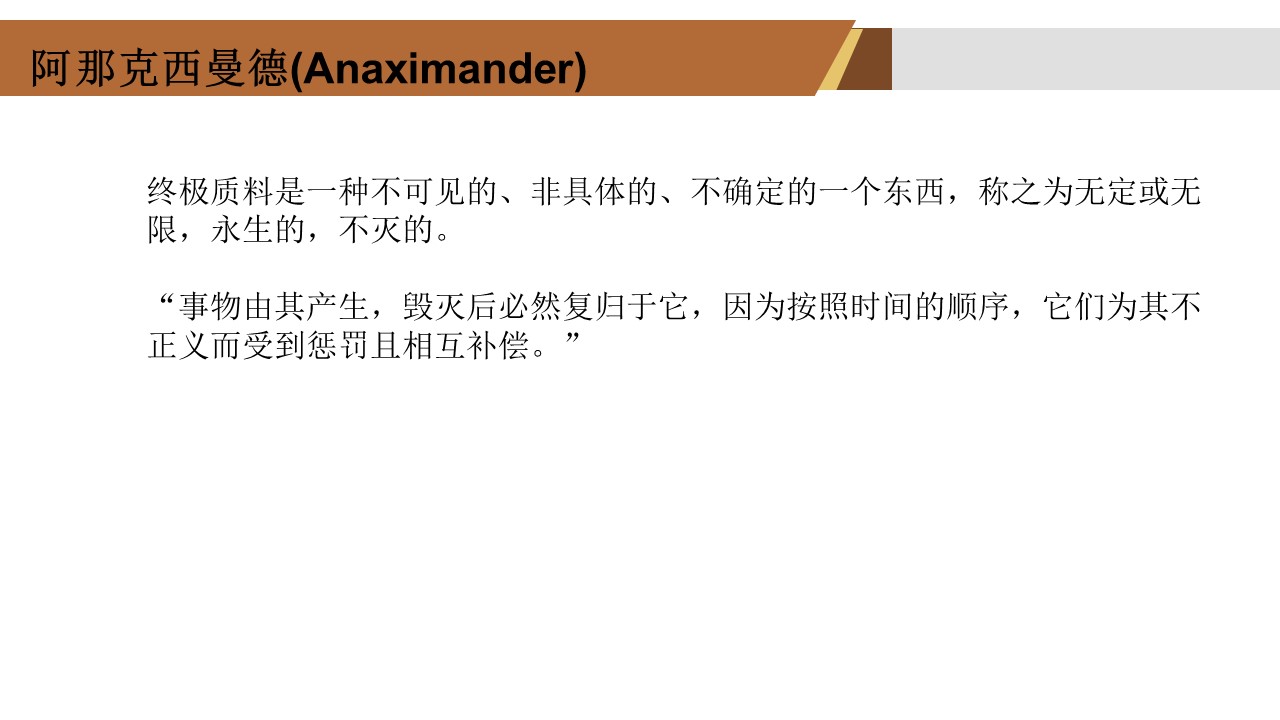 阿那克西曼德(Anaximander)
终极质料是一种不可见的、非具体的、不确定的一个东西，称之为无定或无
限，永生的，不灭的。
“事物由其产生，毁灭后必然复归于它，因为按照时间的顺序，它们为其不
正义而受到惩罚且相互补偿。”